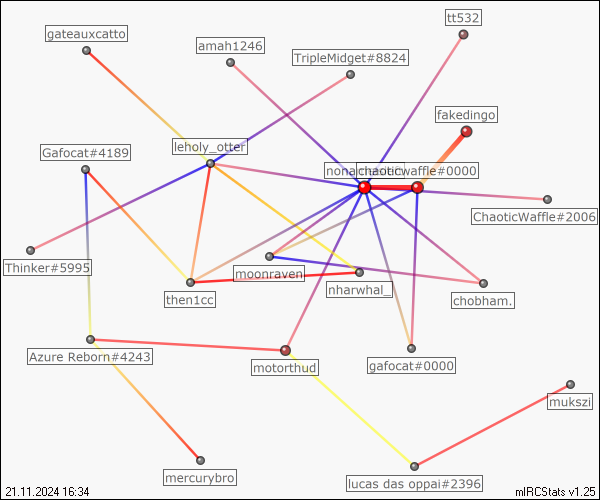 tt532
gateauxcatto
amah1246
TripleMidget#8824
fakedingo
leholy_otter
Gafocat#4189
chaoticwaffle#0000
ChaoticWaffle#2006
Thinker#5995
moonraven
nharwhal_
then1cc
chobham.
Azure Reborn#4243
motorthud
gafocat#0000
mukszi
mercurybro
lucas das oppai#2396
21.11.2024 16:34
mIRCStats v1.25